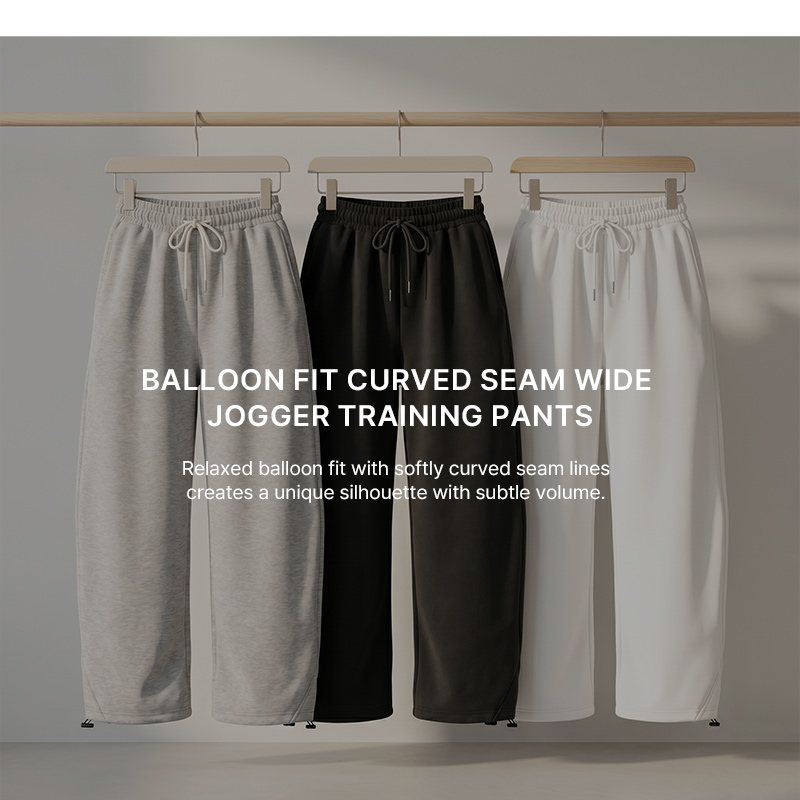 BALLOON FIT CURVED SEAM WIDE
JOGGER TRAINING PANTS
Relaxed balloon fit with softly curved seam lines
creates a unique silhouette with subtle volume.